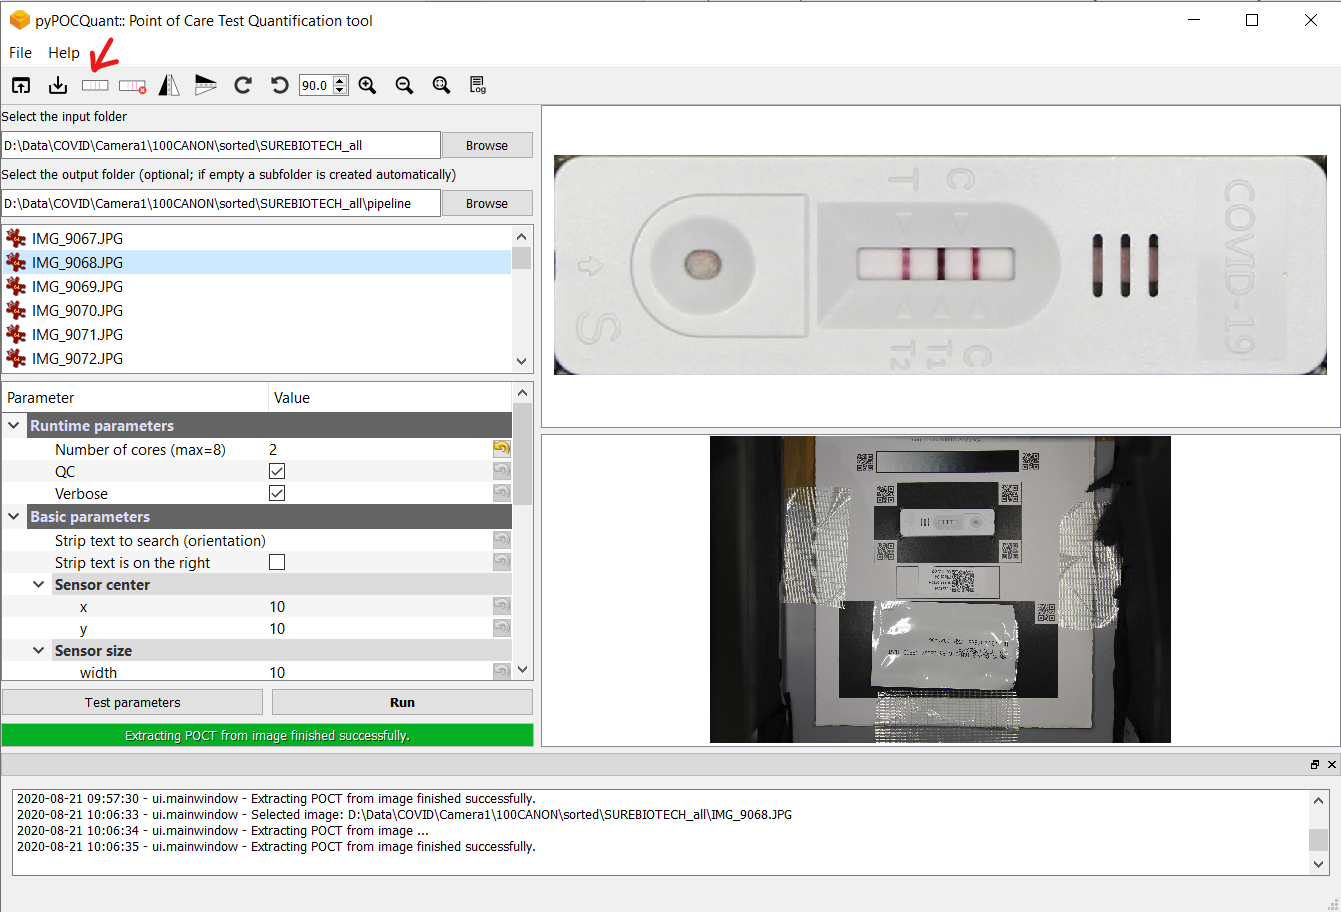 pyPOCQuant:: Point of Care Test Quantification tool
File Help
90.0
Log
Select the input folder
D:\Data\COVID\Camera1\100CANON\sorted\SUREBIOTECH_all
Browse
Select the output folder (optional; if empty a subfolder is created automatically)
D:\Data\COVID\Camera1\100CANON\sorted\SUREBIOTECH_all\pipeline
Browse
IMG_9067.JPG
IMG_9068.JPG
IMG_9069.JPG
IMG_9070.JPG
IMG_9071.JPG
IMG_9072.JPG
Parameter Value
Runtime parameters
Number of cores (max=8) 2
QC
Verbose
Basic parameters
Strip text to search (orientation)
Strip text is on the right
Sensor center
x 10
y 10
Sensor size
width 10
Test parameters Run
Extracting POCT from image finished successfully.
T C
S
T2 T1 C
COVID-19
2020-08-21 09:57:30 - ui.mainwindow - Extracting POCT from image finished successfully.
2020-08-21 10:06:33 - ui.mainwindow - Selected image: D:\Data\COVID\Camera1\100CANON\sorted\SUREBIOTECH_all\IMG_9068.JPG
2020-08-21 10:06:34 - ui.mainwindow - Extracting POCT from image ...
2020-08-21 10:06:35 - ui.mainwindow - Extracting POCT from image finished successfully.